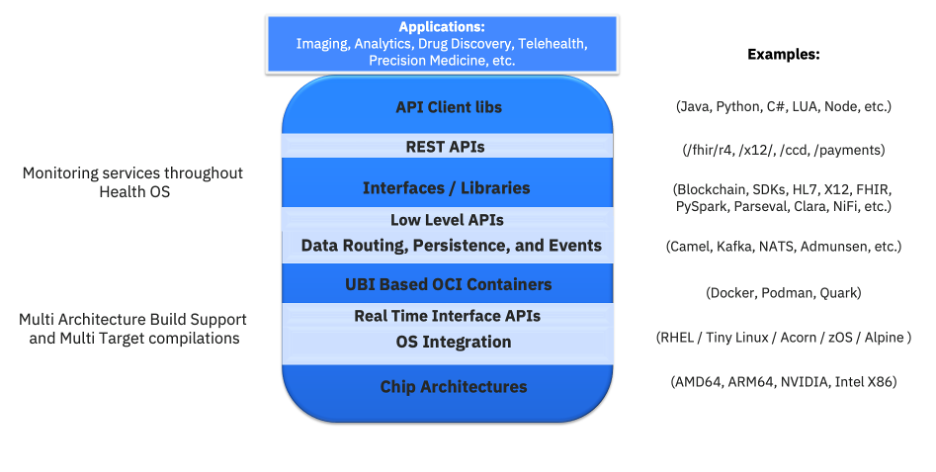 Applications:
Imaging, Analytics, Drug Discovery, Telehealth,
Precision Medicine, etc.
Examples:
API Client libs
(Java, Python, C#, LUA, Node, etc.)
REST APIs
(/fhir/r4, /x12/, /ccd, /payments)
Monitoring services throughout
Health OS
Interfaces / Libraries
(Blockchain, SDKs, HL7, X12, FHIR,
PySpark, Parseval, Clara, NiFi, etc.)
Low Level APIs
Data Routing, Persistence, and Events
(Camel, Kafka, NATS, Admunsen, etc.)
UBI Based OCI Containers
(Docker, Podman, Quark)
Multi Architecture Build Support
and Multi Target compilations
Real Time Interface APIs
OS Integration
(RHEL / Tiny Linux / Acorn / zOS / Alpine )
Chip Architectures
(AMD64, ARM64, NVIDIA, Intel X86)